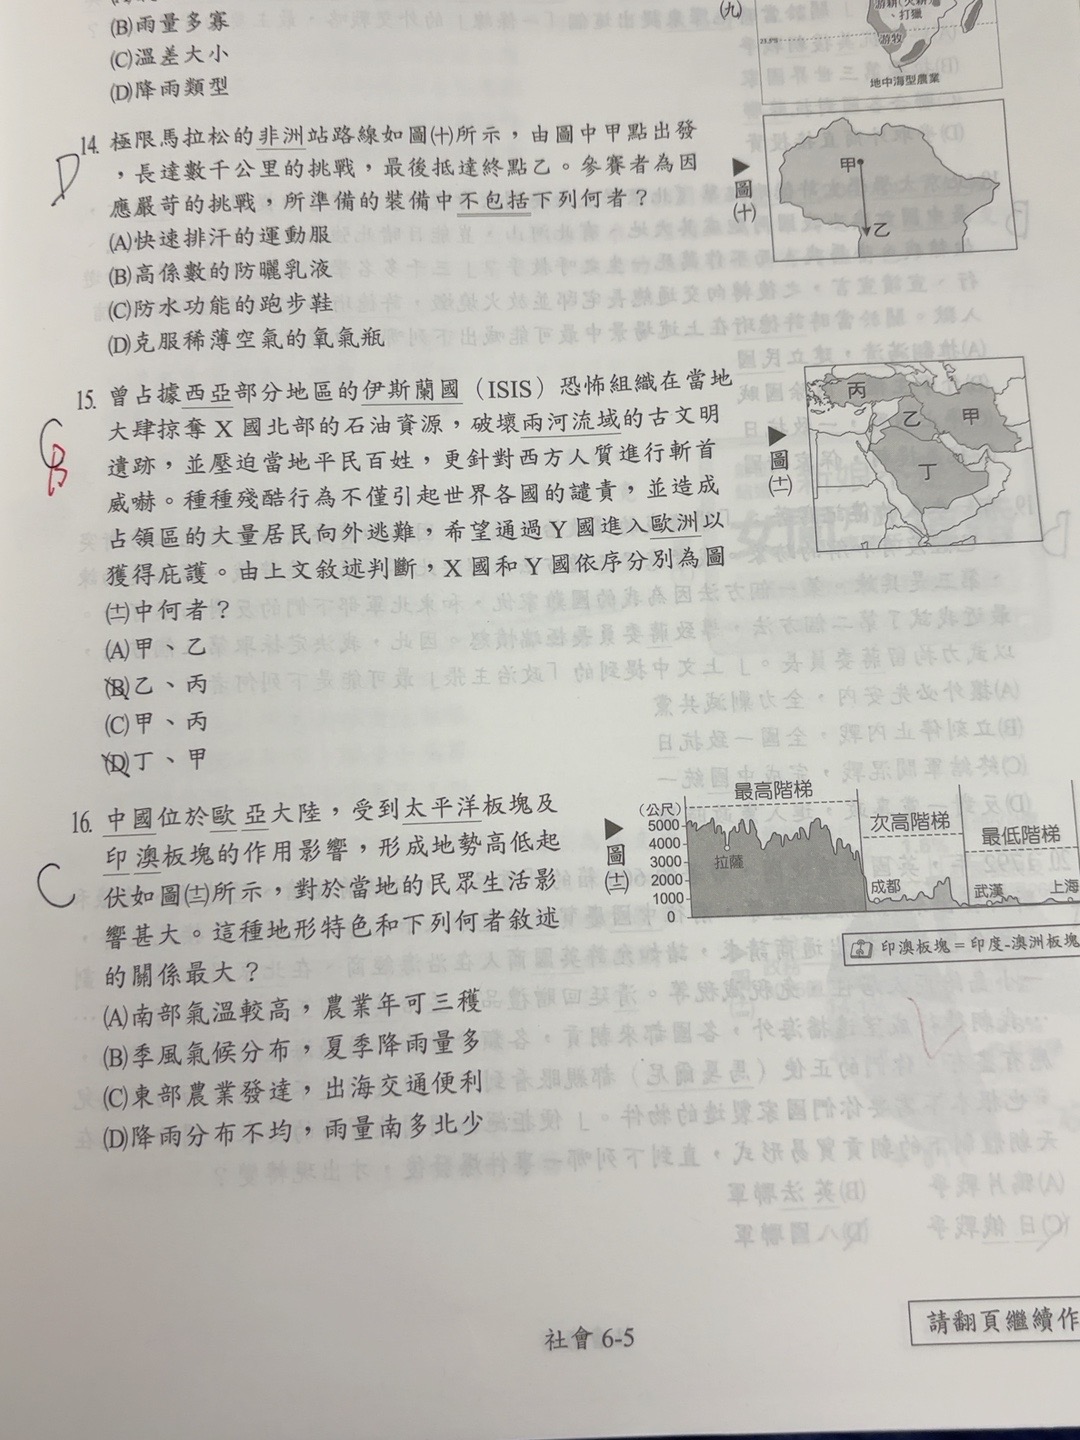 (B)雨量多寡
(C)溫差大小
(D)降雨類型
(九)
打獵
游牧
地中海型農業
D
14. 極限馬拉松的非洲站路線如圖(十)所示，由圖中甲點出發
，長達數千公里的挑戰，最後抵達終點乙。參賽者為因
應嚴苛的挑戰，所準備的裝備中不包括下列何者？
(A)快速排汗的運動服
(B)高係數的防曬乳液
(C)防水功能的跑步鞋
(D)克服稀薄空氣的氧氣瓶
圖(十)
甲
乙
C
B
15. 曾占據西亞部分地區的伊斯蘭國（ISIS）恐怖組織在當地
大肆掠奪X國北部的石油資源，破壞兩河流域的古文明
遺跡，並壓迫當地平民百姓，更針對西方人質進行斬首
威嚇。種種殘酷行為不僅引起世界各國的譴責，並造成
占領區的大量居民向外逃難，希望通過Y國進入歐洲以
獲得庇護。由上文敘述判斷，X國和Y國依序分別為圖
(十一)中何者？
(A)甲、乙
(B)乙、丙
(C)甲、丙
(D)丁、甲
圖(十一)
丙
乙
甲
丁
C
16. 中國位於歐亞大陸，受到太平洋板塊及
印澳板塊的作用影響，形成地勢高低起
伏如圖(十二)所示，對於當地的民眾生活影
響甚大。這種地形特色和下列何者敘述
的關係最大？
(A)南部氣溫較高，農業年可三穫
(B)季風氣候分布，夏季降雨量多
(C)東部農業發達，出海交通便利
(D)降雨分布不均，雨量南多北少
圖(十二)
(公尺)
5000
4000
3000
2000
1000
0
最高階梯
次高階梯
最低階梯
拉薩
成都
武漢
上海
印澳板塊＝印度-澳洲板塊
社會 6-5
請翻頁繼續作